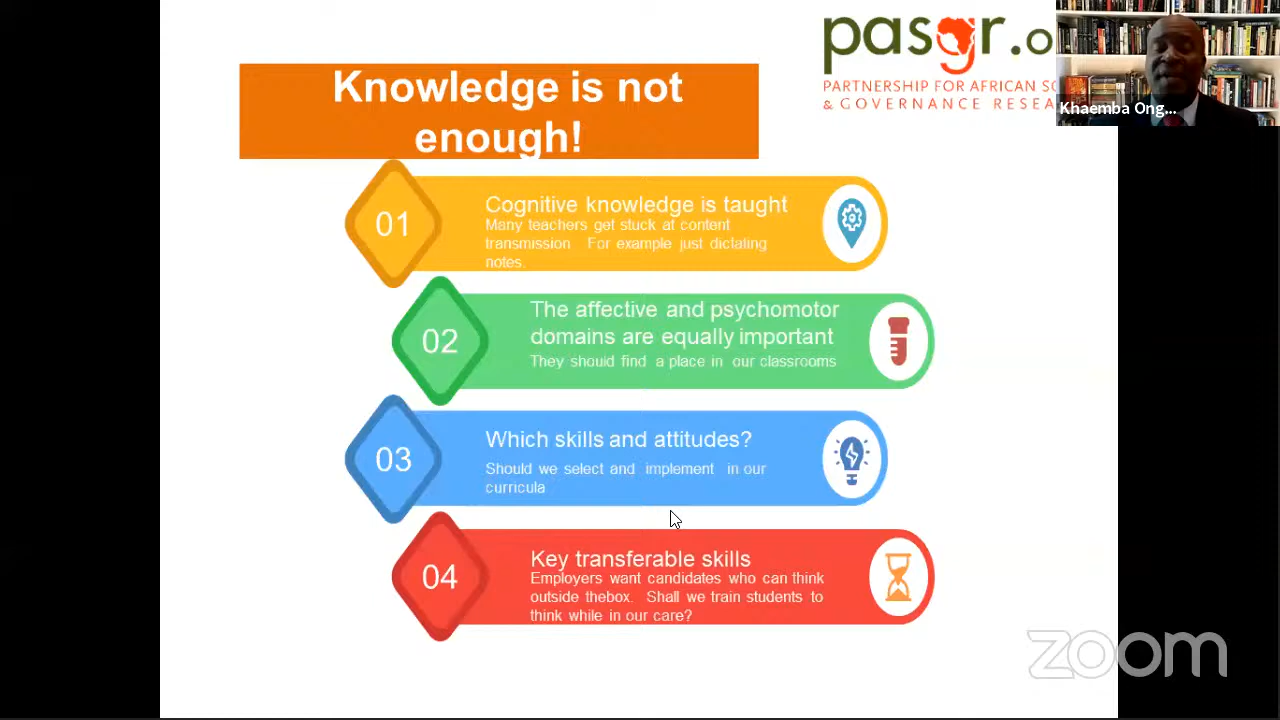 Knowledge is not
enough!
pasgr.o
PARTNERSHIP FOR AFRICAN SO
& GOVERNANCE RESEA
Khaemba Ong...
01
Cognitive knowledge is taught
Many teachers get stuck at content
transmission For example just dictating
notes.
02
The affective and psychomotor
domains are equally important
They should find a place in our classrooms
03
Which skills and attitudes?
Should we select and implement in our
curricula
04
Key transferable skills
Employers want candidates who can think
outside thebox. Shall we train students to
think while in our care?
zoom